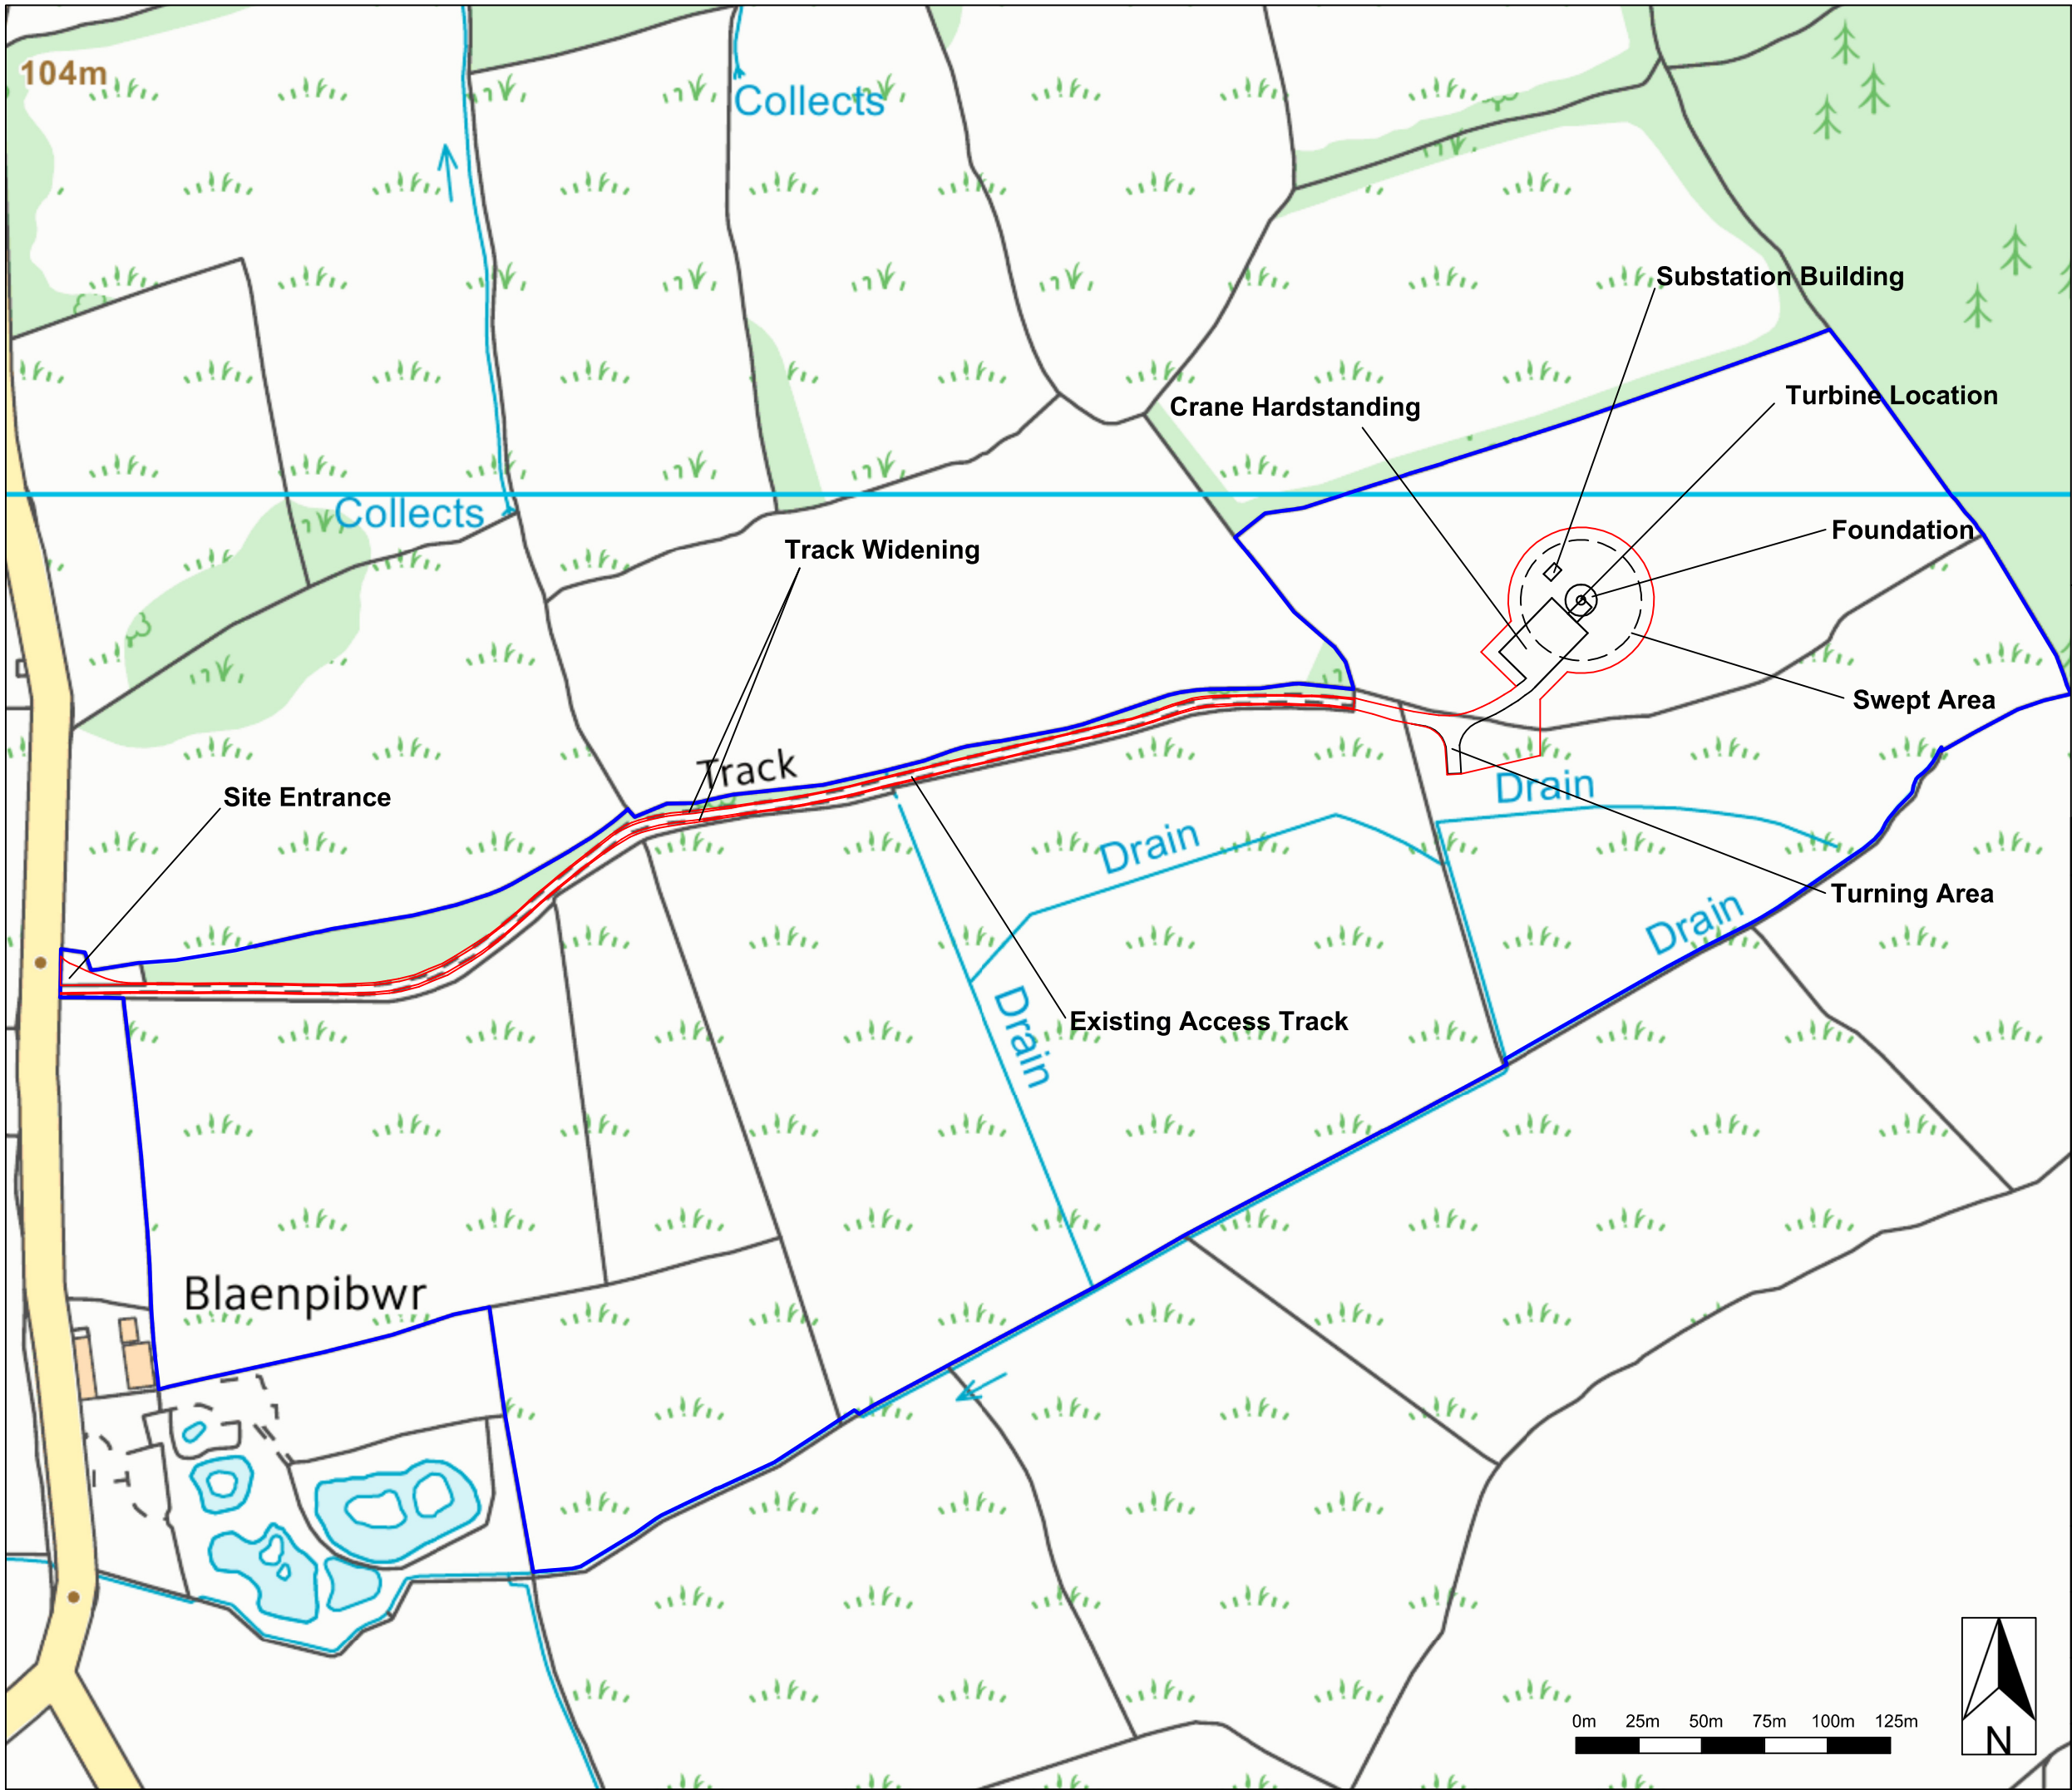 104m
Collects
Substation Building
Turbine Location
Crane Hardstanding
Collects
Foundation
Track Widening
Swept Area
Track
Drain
Site Entrance
Drain
Turning Area
Drain
Existing Access Track
Drain
Blaenpibwr
0m 25m 50m 75m 100m 125m
N